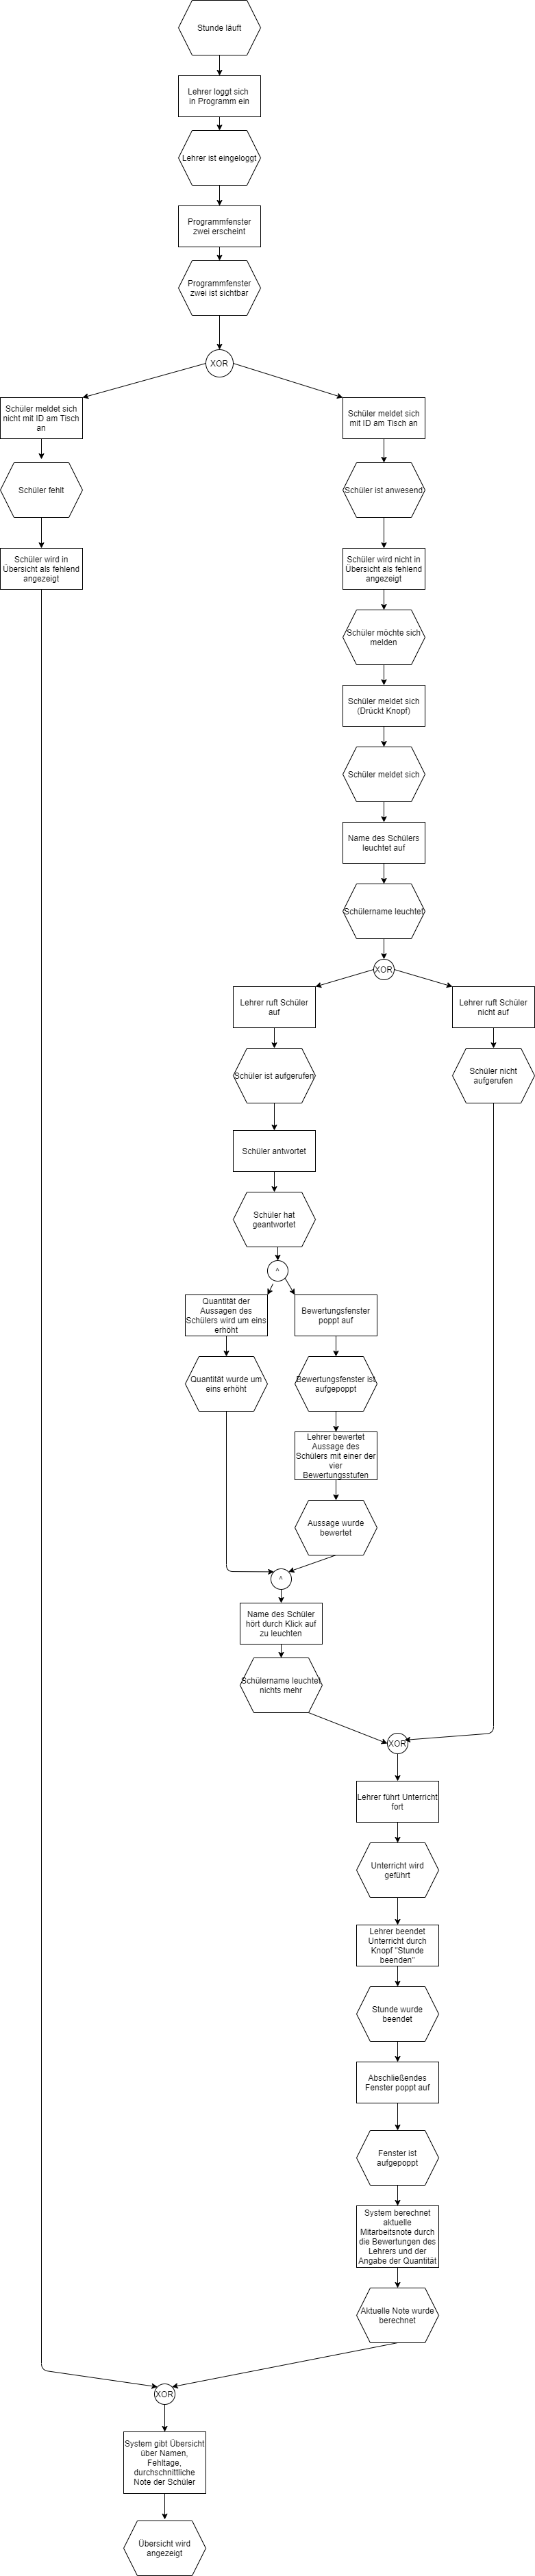 Stunde läuft
Lehrer loggt sich
in Programm ein
Lehrer ist eingeloggt
Programmfenster
zwei erscheint
Programmfenster
zwei ist sichtbar
XOR
Schüler meldet sich
nicht mit ID am Tisch
an
Schüler meldet sich
mit ID am Tisch an
Schüler fehlt
Schüler ist anwesend
Schüler wird in
Übersicht als fehlend
angezeigt
Schüler wird nicht in
Übersicht als fehlend
angezeigt
Schüler möchte sich
melden
Schüler meldet sich
(Drückt Knopf)
Schüler meldet sich
Name des Schülers
leuchtet auf
Schülername leuchtet
XOR
Lehrer ruft Schüler
auf
Lehrer ruft Schüler
nicht auf
Schüler ist aufgerufen
Schüler nicht
aufgerufen
Schüler antwortet
Schüler hat
geantwortet
^
Quantität der
Aussagen des
Schülers wird um eins
erhöht
Bewertungsfenster
poppt auf
Quantität wurde um
eins erhöht
Bewertungsfenster ist
aufgepoppt
Lehrer bewertet
Aussage des
Schülers mit einer der
vier
Bewertungsstufen
Aussage wurde
bewertet
^
Name des Schüler
hört durch Klick auf
zu leuchten
Schülername leuchtet
nichts mehr
XOR
Lehrer führt Unterricht
fort
Unterricht wird
geführt
Lehrer beendet
Unterricht durch
Knopf "Stunde
beenden"
Stunde wurde
beendet
Abschließendes
Fenster poppt auf
Fenster ist
aufgepoppt
System berechnet
aktuelle
Mitarbeitsnote durch
die Bewertungen des
Lehrers und der
Angabe der Quantität
Aktuelle Note wurde
berechnet
XOR
System gibt Übersicht
über Namen,
Fehltage,
durchschnittliche
Note der Schüler
Übersicht wird
angezeigt